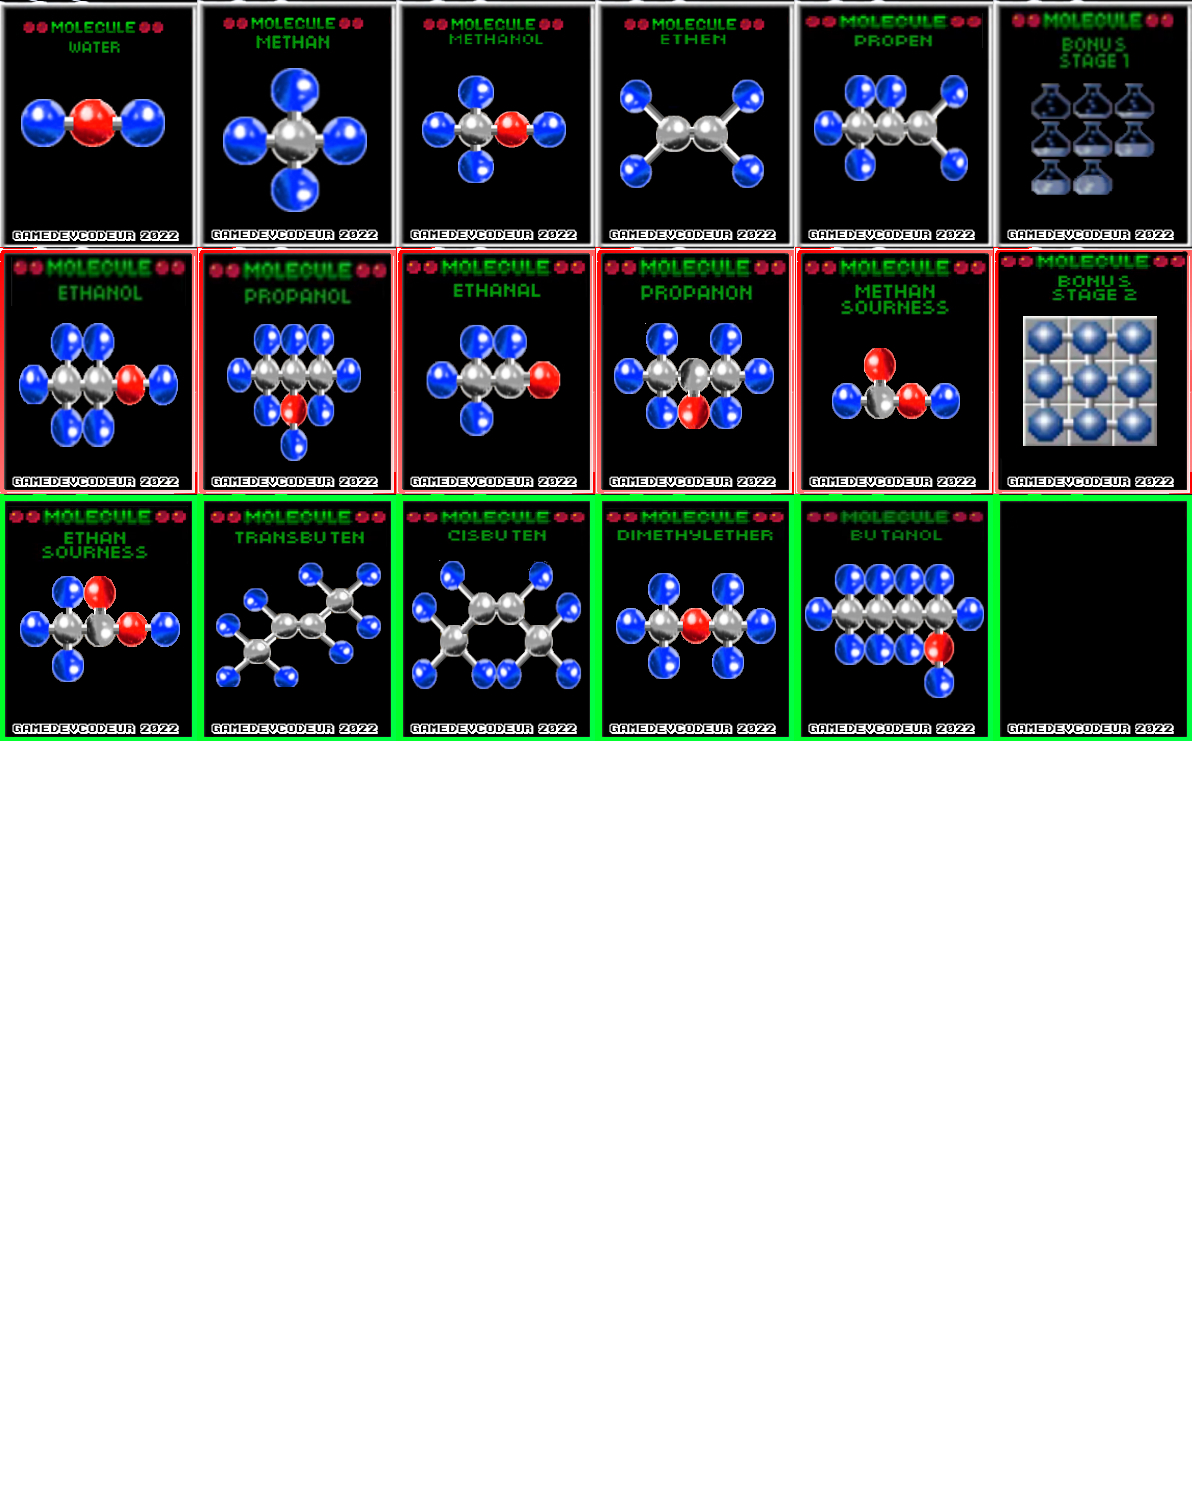 MOLECULE
WATER
GAMEDEVCODEUR 2022
MOLECULE
METHAN
GAMEDEVCODEUR 2022
MOLECULE
METHANOL
GAMEDEVCODEUR 2022
MOLECULE
ETHEN
GAMEDEVCODEUR 2022
MOLECULE
PROPEN
GAMEDEVCODEUR 2022
MOLECULE
BONUS
STAGE 1
GAMEDEVCODEUR 2022
MOLECULE
ETHANOL
GAMEDEVCODEUR 2022
MOLECULE
PROPANOL
GAMEDEVCODEUR 2022
MOLECULE
ETHANAL
GAMEDEVCODEUR 2022
MOLECULE
PROPANON
GAMEDEVCODEUR 2022
MOLECULE
METHAN
SOURNESS
GAMEDEVCODEUR 2022
MOLECULE
BONUS
STAGE 2
GAMEDEVCODEUR 2022
MOLECULE
ETHAN
SOURNESS
GAMEDEVCODEUR 2022
MOLECULE
TRANSBUTEN
GAMEDEVCODEUR 2022
MOLECULE
CISBUTEN
GAMEDEVCODEUR 2022
MOLECULE
DIMETHYLETHER
GAMEDEVCODEUR 2022
MOLECULE
BUTANOL
GAMEDEVCODEUR 2022
GAMEDEVCODEUR 2022